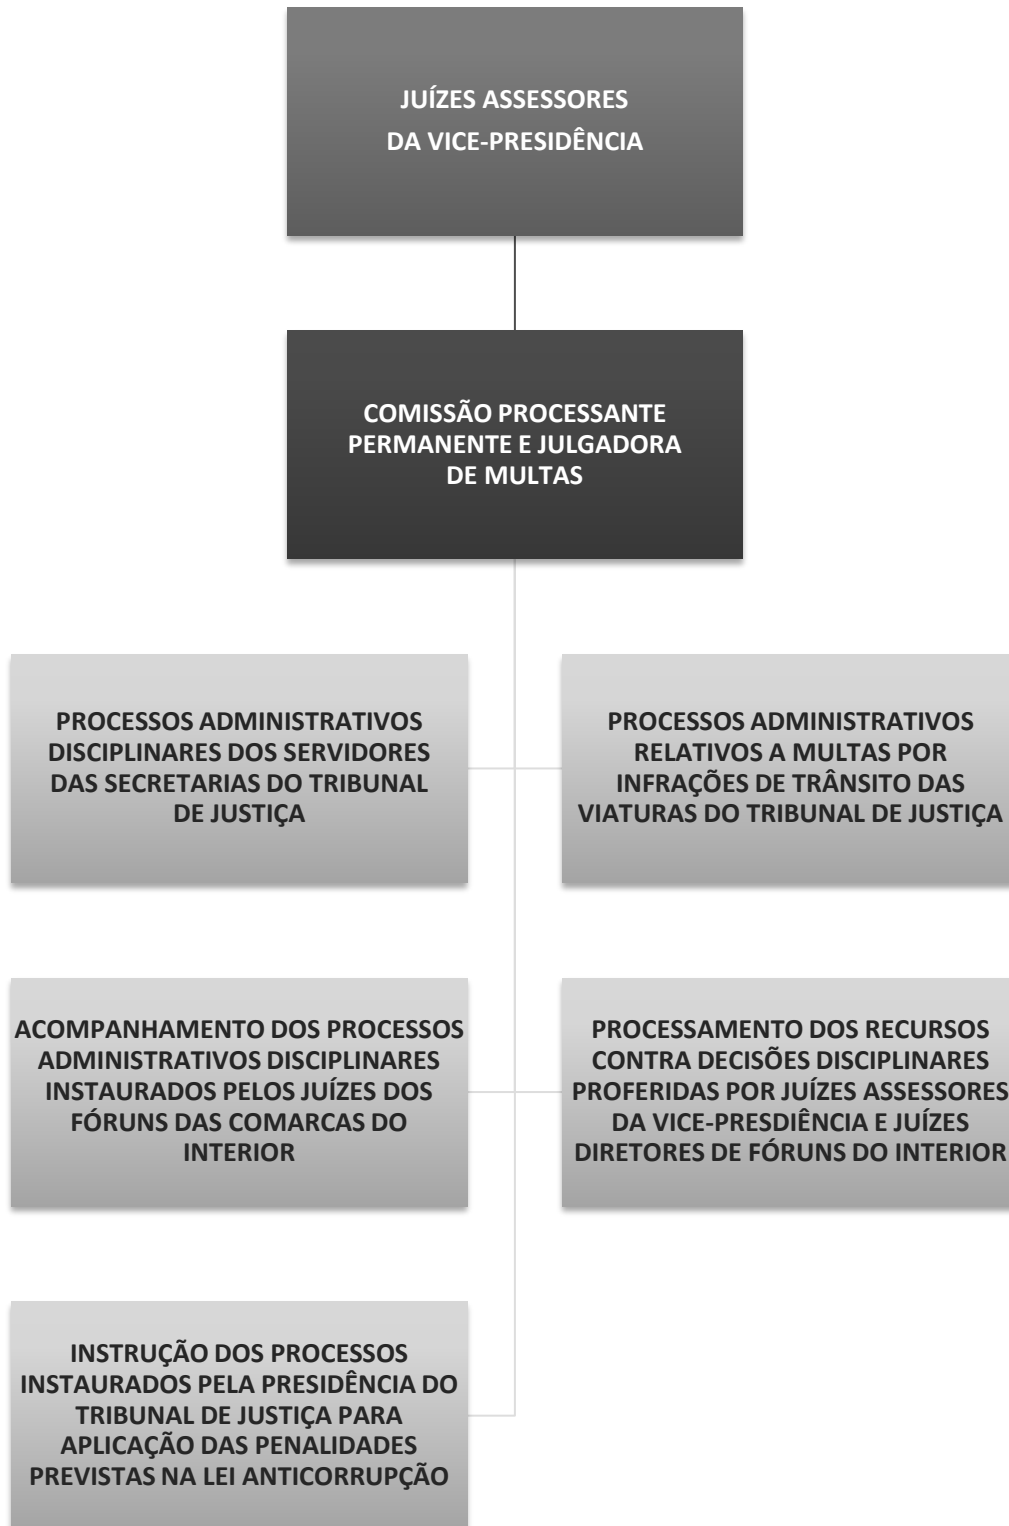 JUÍZES ASSESSORES
DA VICE-PRESIDÊNCIA
COMISSÃO PROCESSANTE
PERMANENTE E JULGADORA
DE MULTAS
PROCESSOS ADMINISTRATIVOS
DISCIPLINARES DOS SERVIDORES
DAS SECRETARIAS DO TRIBUNAL
DE JUSTIÇA
PROCESSOS ADMINISTRATIVOS
RELATIVOS A MULTAS POR
INFRAÇÕES DE TRÂNSITO DAS
VIATURAS DO TRIBUNAL DE JUSTIÇA
ACOMPANHAMENTO DOS PROCESSOS
ADMINISTRATIVOS DISCIPLINARES
INSTAURADOS PELOS JUÍZES DOS
FÓRUNS DAS COMARCAS DO
INTERIOR
PROCESSAMENTO DOS RECURSOS
CONTRA DECISÕES DISCIPLINARES
PROFERIDAS POR JUÍZES ASSESSORES
DA VICE-PRESDIÊNCIA E JUÍZES
DIRETORES DE FÓRUNS DO INTERIOR
INSTRUÇÃO DOS PROCESSOS
INSTAURADOS PELA PRESIDÊNCIA DO
TRIBUNAL DE JUSTIÇA PARA
APLICAÇÃO DAS PENALIDADES
PREVISTAS NA LEI ANTICORRUPÇÃO